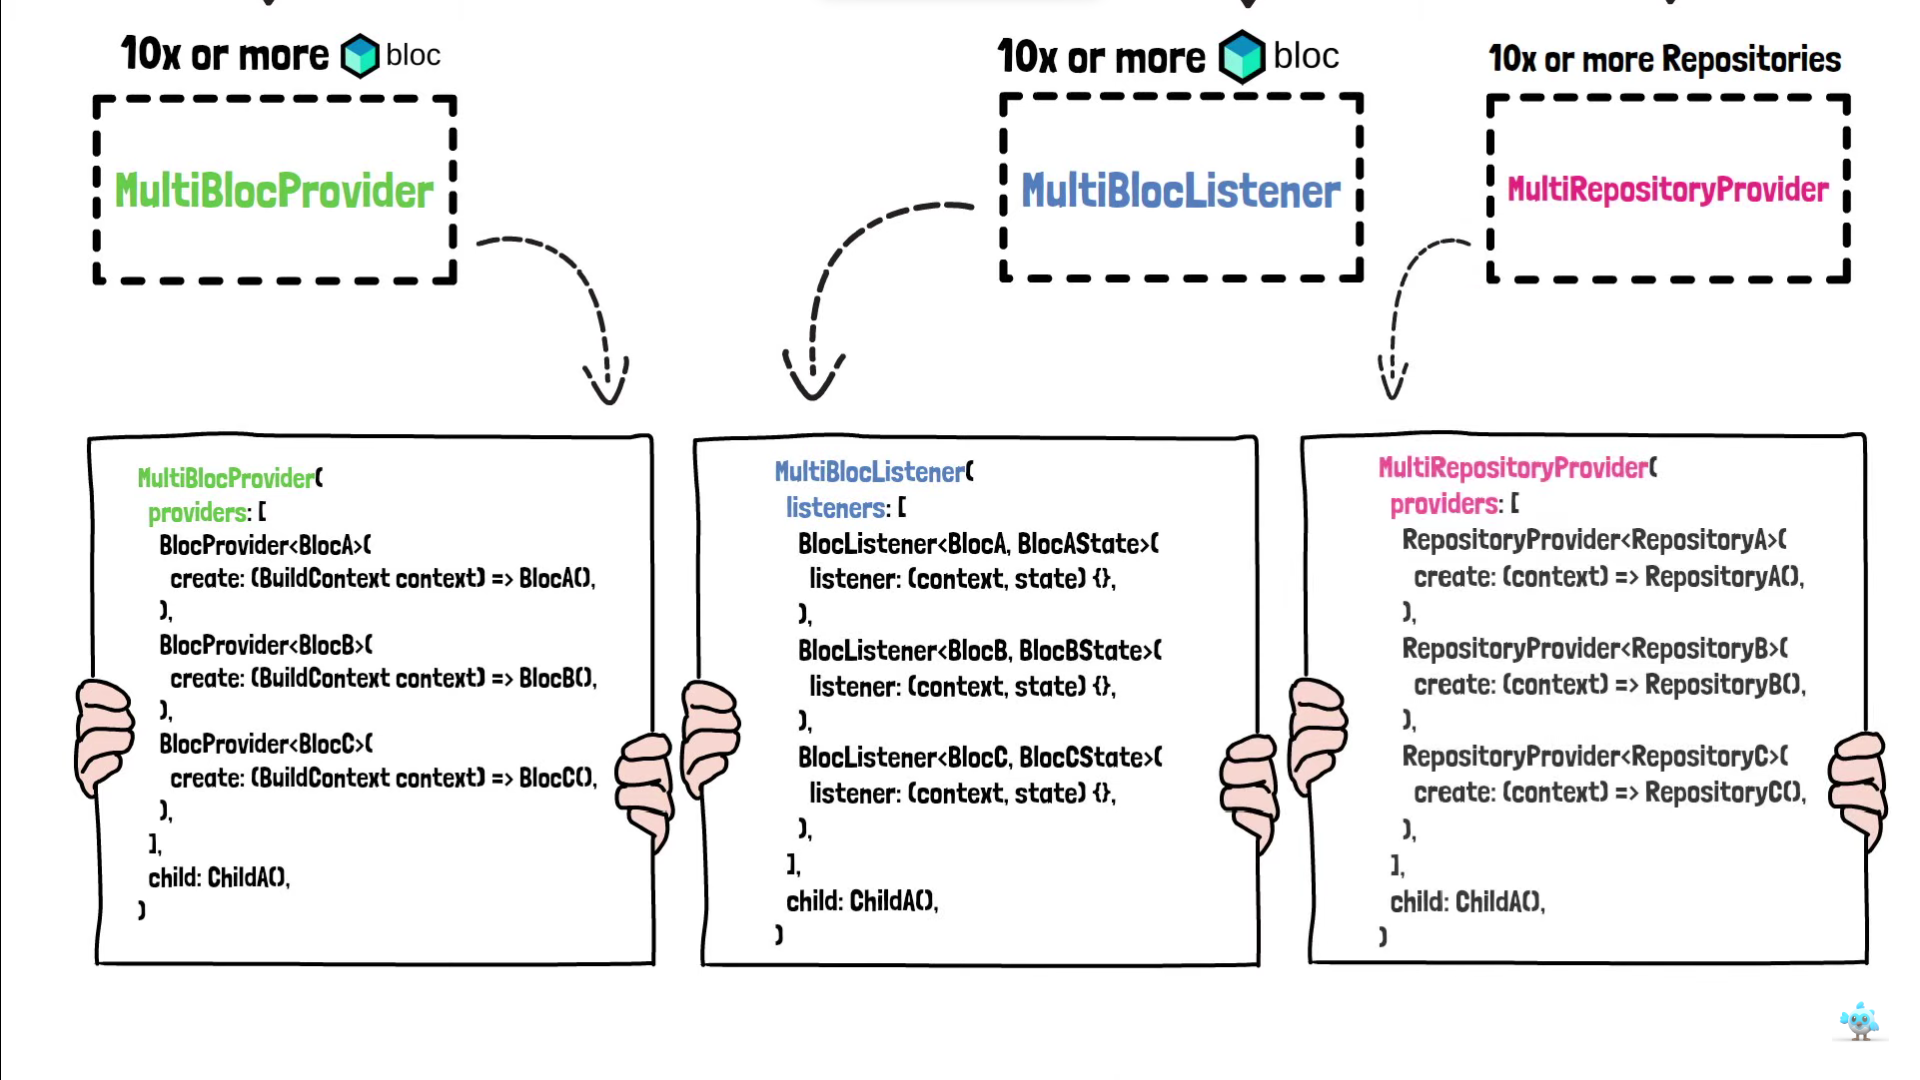 10x or more bloc
10x or more bloc
10x or more Repositories
MultiBlocProvider
MultiBlocListener
MultiRepositoryProvider
MultiBlocProvider(
providers: [
BlocProvider<BlocA>(
create: (BuildContext context) => BlocA(),
),
BlocProvider<BlocB>(
create: (BuildContext context) => BlocB(),
),
BlocProvider<BlocC>(
create: (BuildContext context) => BlocC(),
),
],
child: ChildA(),
)
MultiBlocListener(
listeners: [
BlocListener<BlocA, BlocAState>(
listener: (context, state) {},
),
BlocListener<BlocB, BlocBState>(
listener: (context, state) {},
),
BlocListener<BlocC, BlocCState>(
listener: (context, state) {},
),
],
child: ChildA(),
)
MultiRepositoryProvider(
providers: [
RepositoryProvider<RepositoryA>(
create: (context) => RepositoryA(),
),
RepositoryProvider<RepositoryB>(
create: (context) => RepositoryB(),
),
RepositoryProvider<RepositoryC>(
create: (context) => RepositoryC(),
),
],
child: ChildA(),
)